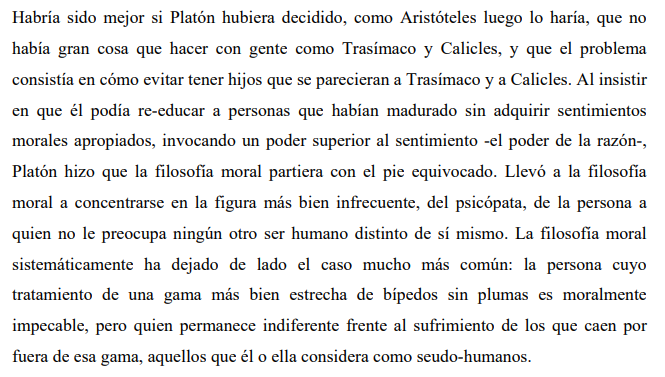 Habría sido mejor si Platón hubiera decidido, como Aristóteles luego lo haría, que no
había gran cosa que hacer con gente como Trasímaco y Calicles, y que el problema
consistía en cómo evitar tener hijos que se parecieran a Trasímaco y a Calicles. Al insistir
en que él podía re-educar a personas que habían madurado sin adquirir sentimientos
morales apropiados, invocando un poder superior al sentimiento -el poder de la razón-,
Platón hizo que la filosofía moral partiera con el pie equivocado. Llevó a la filosofía
moral a concentrarse en la figura más bien infrecuente, del psicópata, de la persona a
quien no le preocupa ningún otro ser humano distinto de sí mismo. La filosofía moral
sistemáticamente ha dejado de lado el caso mucho más común: la persona cuyo
tratamiento de una gama más bien estrecha de bípedos sin plumas es moralmente
impecable, pero quien permanece indiferente frente al sufrimiento de los que caen por
fuera de esa gama, aquellos que él o ella considera como seudo-humanos.